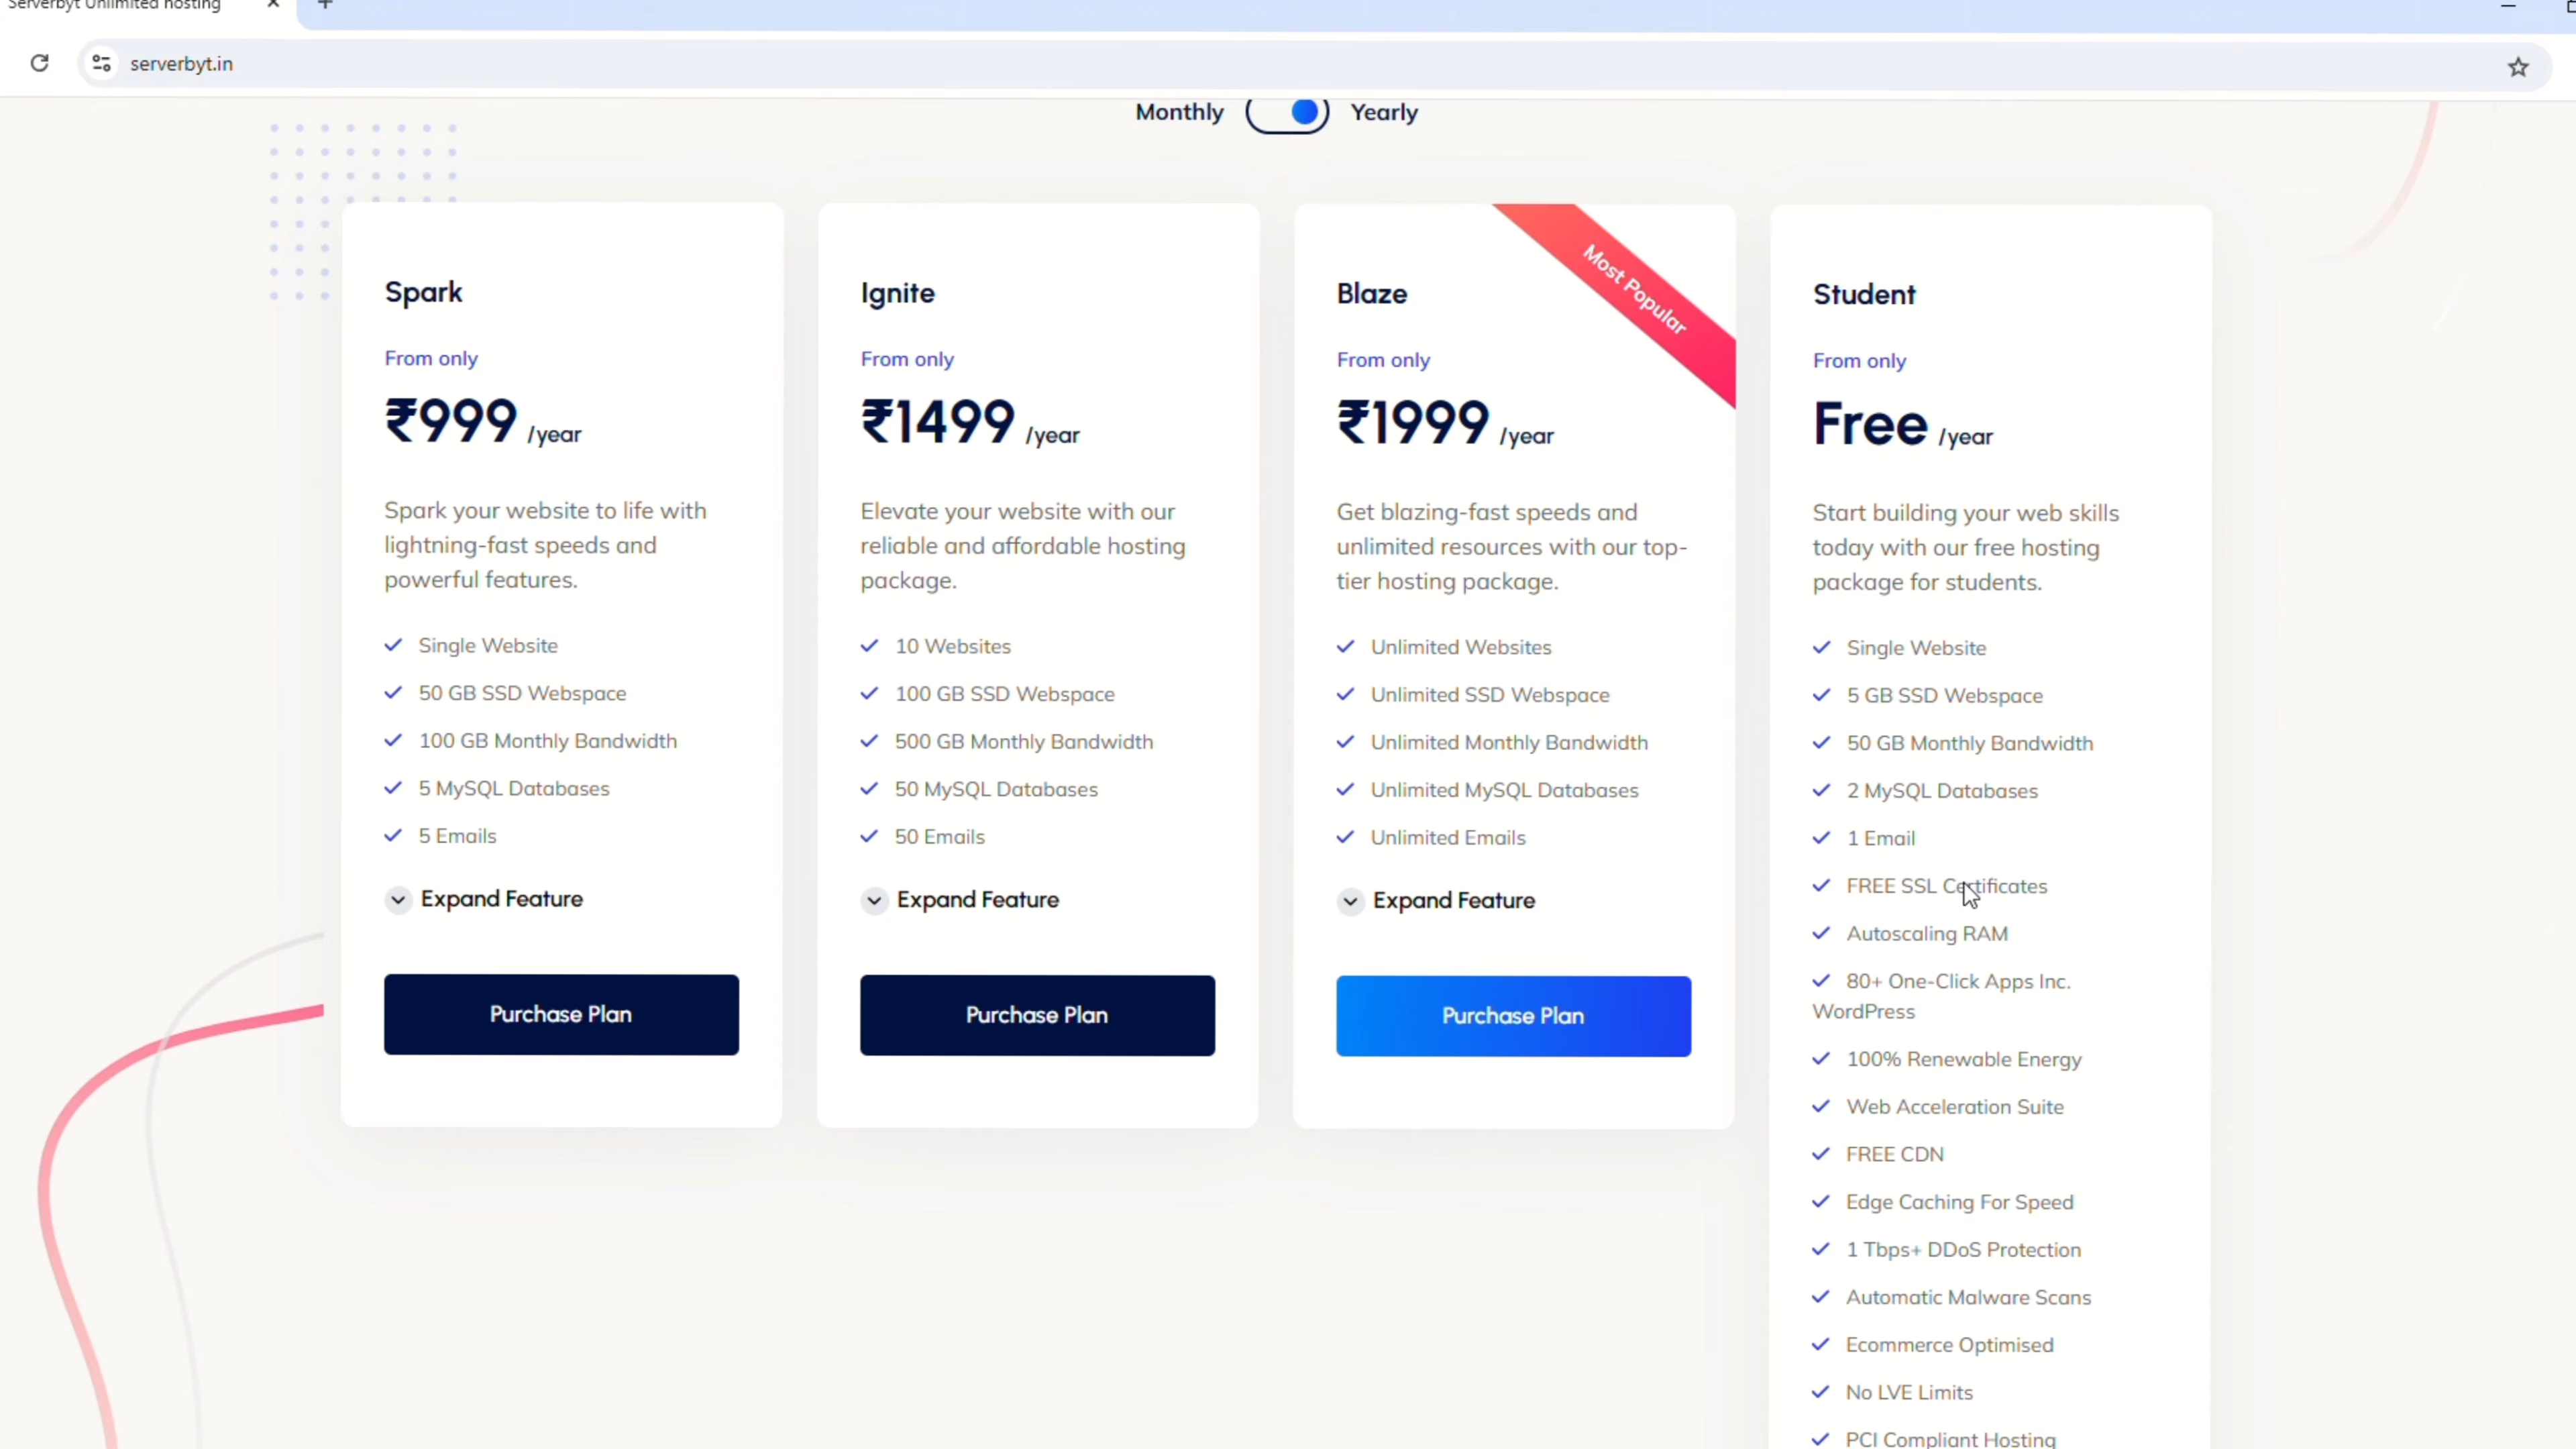 Serverbyt Unlimited hosting
serverbyt.in
Monthly Yearly
Spark
From only
₹999 /year
Spark your website to life with
lightning-fast speeds and
powerful features.
Single Website
50 GB SSD Webspace
100 GB Monthly Bandwidth
5 MySQL Databases
5 Emails
Expand Feature
Purchase Plan
Ignite
From only
₹1499 /year
Elevate your website with our
reliable and affordable hosting
package.
10 Websites
100 GB SSD Webspace
500 GB Monthly Bandwidth
50 MySQL Databases
50 Emails
Expand Feature
Purchase Plan
Most Popular
Blaze
From only
₹1999 /year
Get blazing-fast speeds and
unlimited resources with our top-
tier hosting package.
Unlimited Websites
Unlimited SSD Webspace
Unlimited Monthly Bandwidth
Unlimited MySQL Databases
Unlimited Emails
Expand Feature
Purchase Plan
Student
From only
Free /year
Start building your web skills
today with our free hosting
package for students.
Single Website
5 GB SSD Webspace
50 GB Monthly Bandwidth
2 MySQL Databases
1 Email
FREE SSL Certificates
Autoscaling RAM
80+ One-Click Apps Inc.
WordPress
100% Renewable Energy
Web Acceleration Suite
FREE CDN
Edge Caching For Speed
1 Tbps+ DDoS Protection
Automatic Malware Scans
Ecommerce Optimised
No LVE Limits
PCI Compliant Hosting